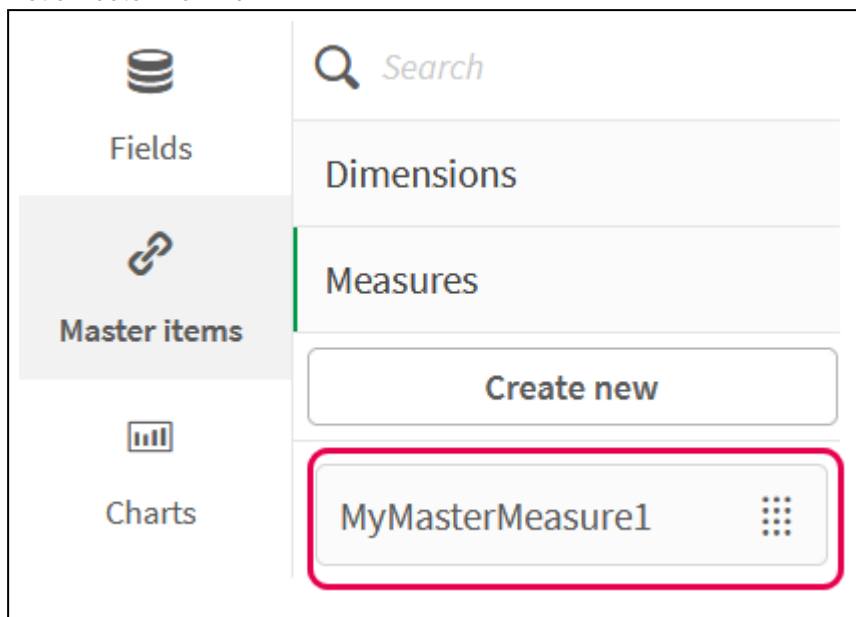 Fields
Master items
Charts
Search
Dimensions
Measures
Create new
MyMasterMeasure1